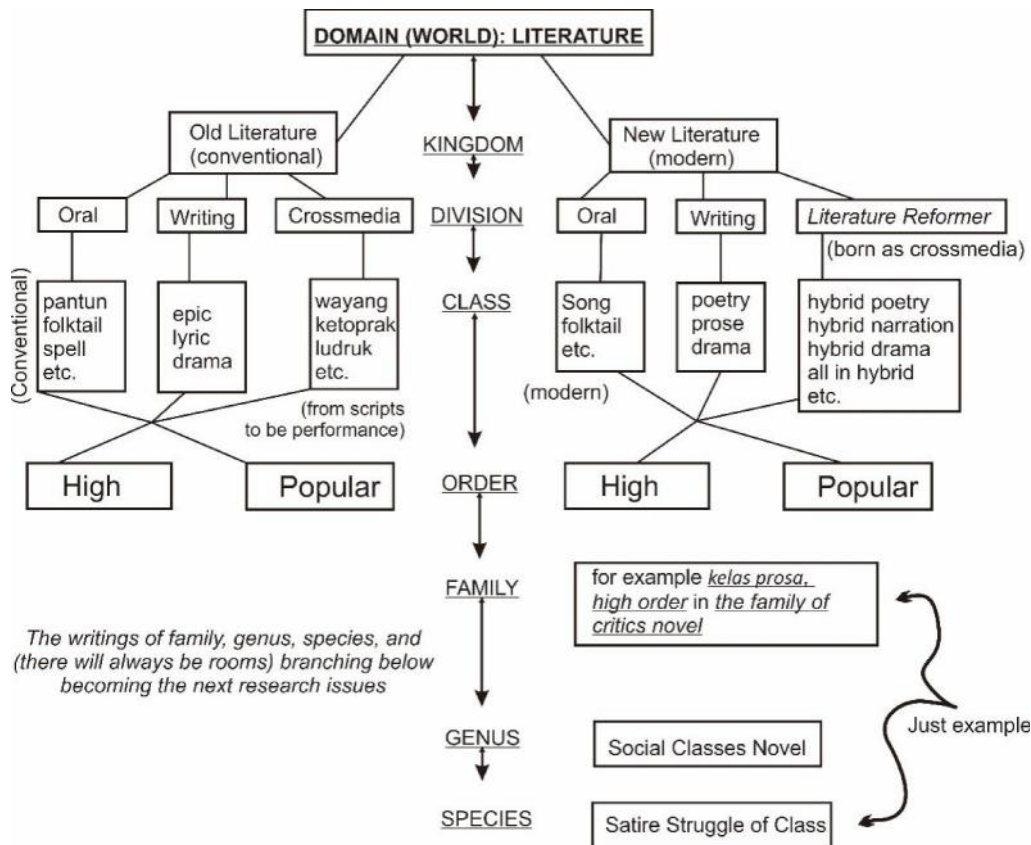 DOMAIN (WORLD): LITERATURE
Old Literature
(conventional)
KINGDOM
New Literature
(modern)
Oral
Writing
Crossmedia
DIVISION
Oral
Writing
Literature Reformer
(born as crossmedia)
(Conventional)
pantun
folktail
spell
etc.
epic
lyric
drama
wayang
ketoprak
ludruk
etc.
(from scripts
to be performance)
CLASS
Song
folktail
etc.
(modern)
poetry
prose
drama
hybrid poetry
hybrid narration
hybrid drama
all in hybrid
etc.
High
Popular
ORDER
High
Popular
FAMILY
for example kelas prosa,
high order in the family of
critics novel
The writings of family, genus, species, and
(there will always be rooms) branching below
becoming the next research issues
GENUS
Social Classes Novel
Just example
SPECIES
Satire Struggle of Class